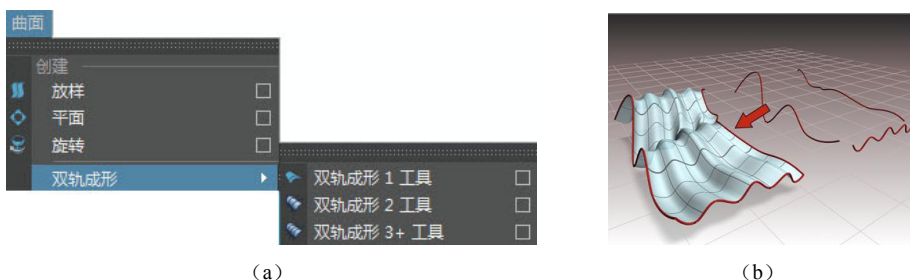 曲面
创建
放样
平面
旋转
双轨成形
双轨成形 1 工具
双轨成形 2 工具
双轨成形 3+ 工具
（a）
（b）